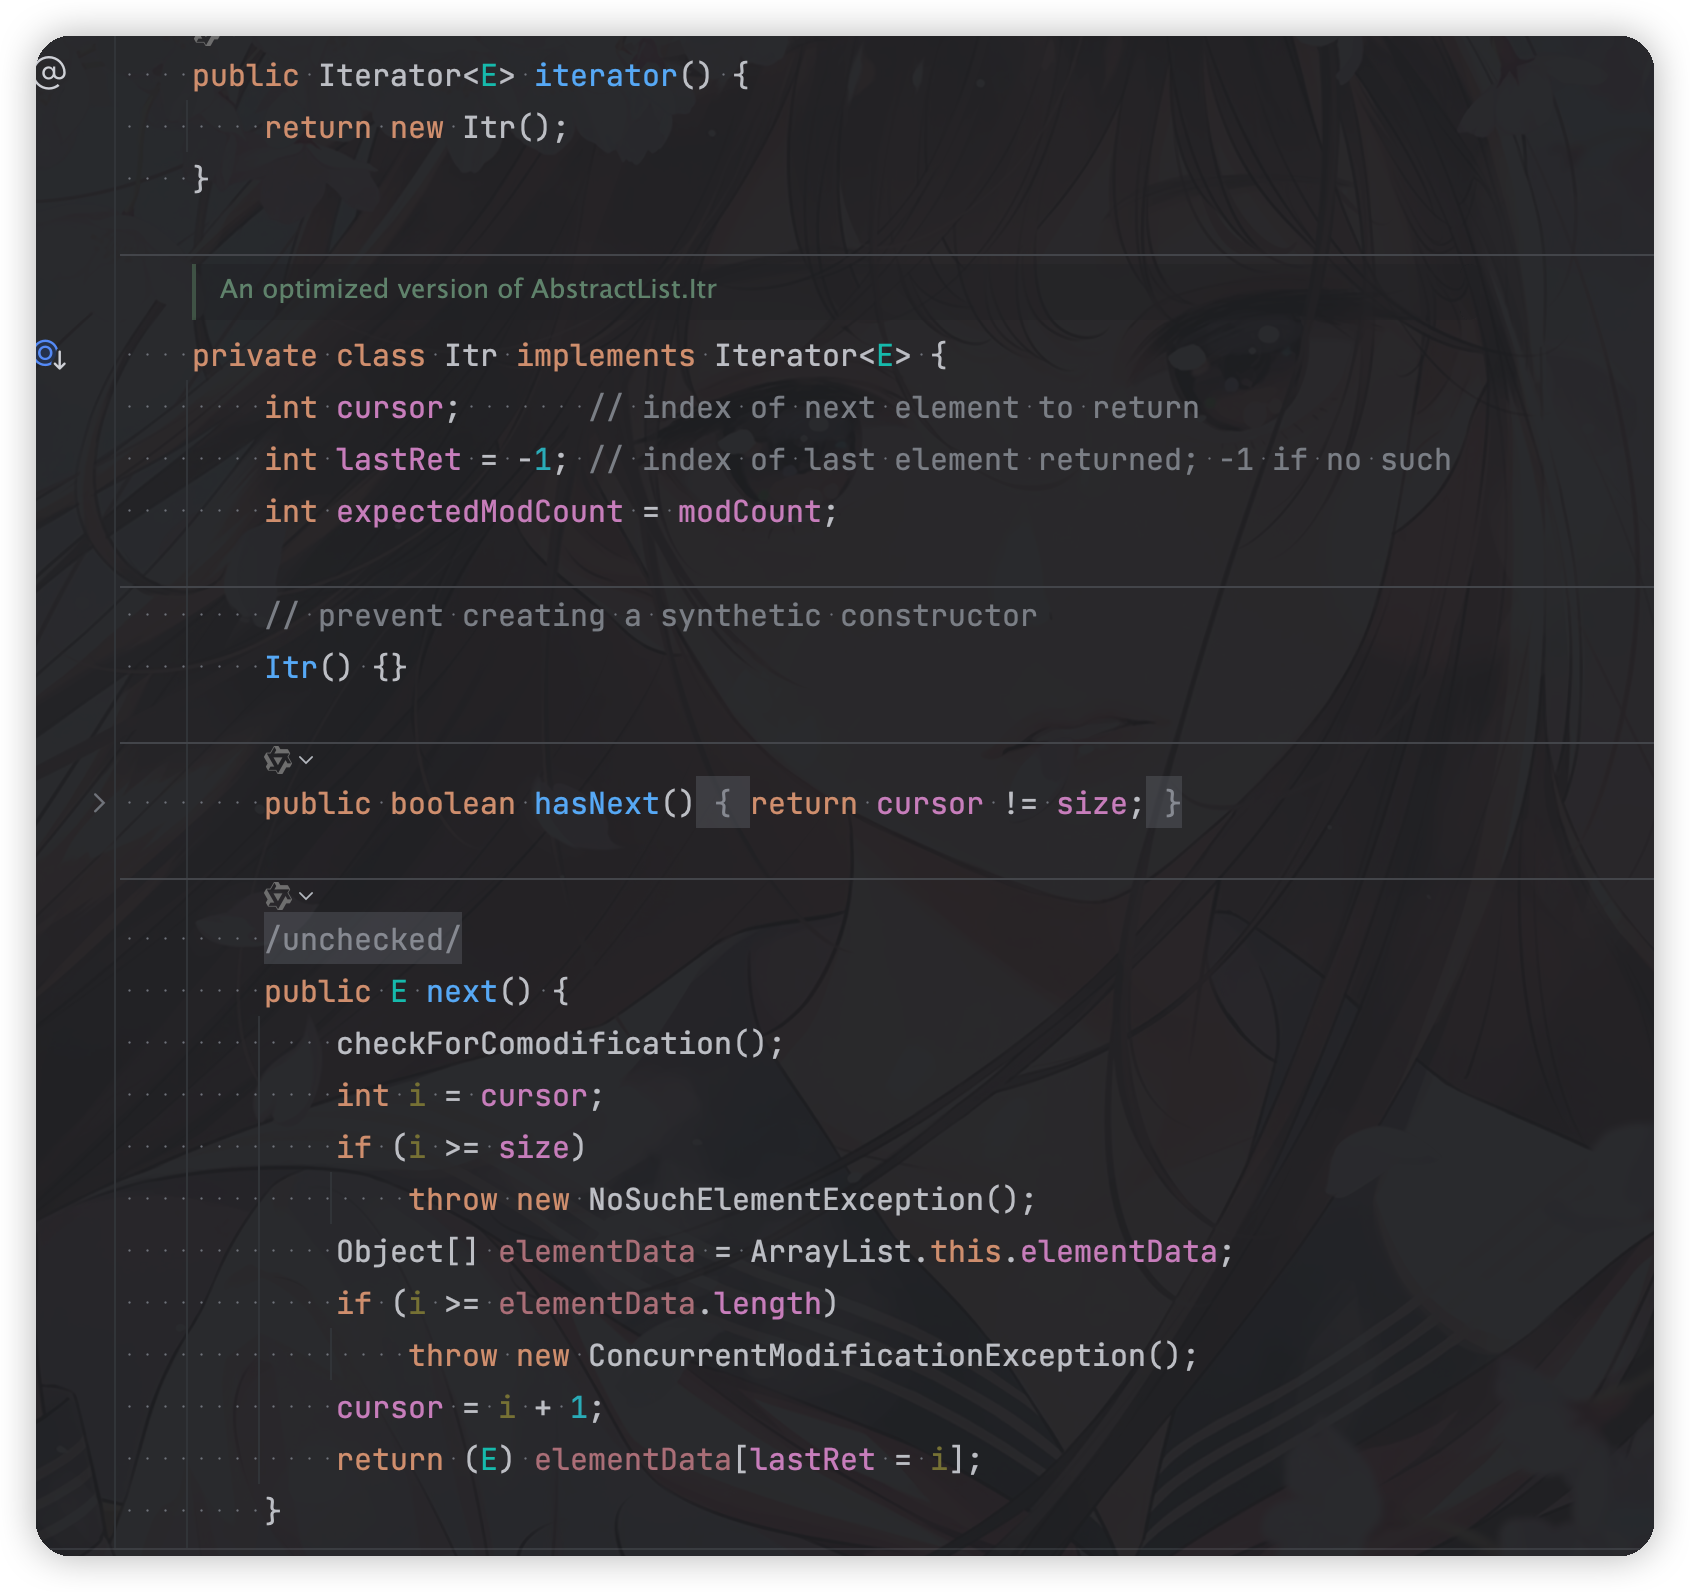 public Iterator<E> iterator() {
return new Itr();
}
An optimized version of AbstractList.Itr
private class Itr implements Iterator<E> {
int cursor;       // index of next element to return
int lastRet = -1; // index of last element returned; -1 if no such
int expectedModCount = modCount;
// prevent creating a synthetic constructor
Itr() {}
public boolean hasNext() { return cursor != size; }
/unchecked/
public E next() {
checkForComodification();
int i = cursor;
if (i >= size)
throw new NoSuchElementException();
Object[] elementData = ArrayList.this.elementData;
if (i >= elementData.length)
throw new ConcurrentModificationException();
cursor = i + 1;
return (E) elementData[lastRet = i];
}